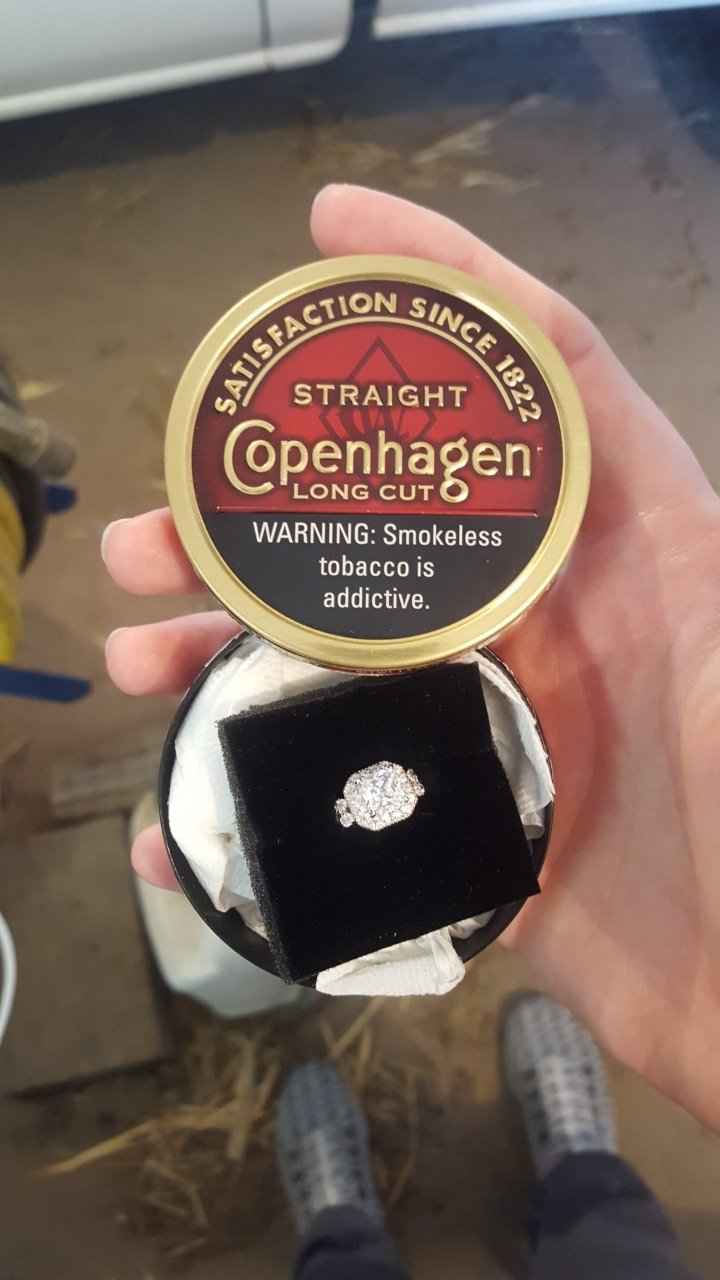 SATISFACTION SINCE 1822
STRAIGHT
Copenhagen
LONG CUT
WARNING: Smokeless
tobacco is
addictive.